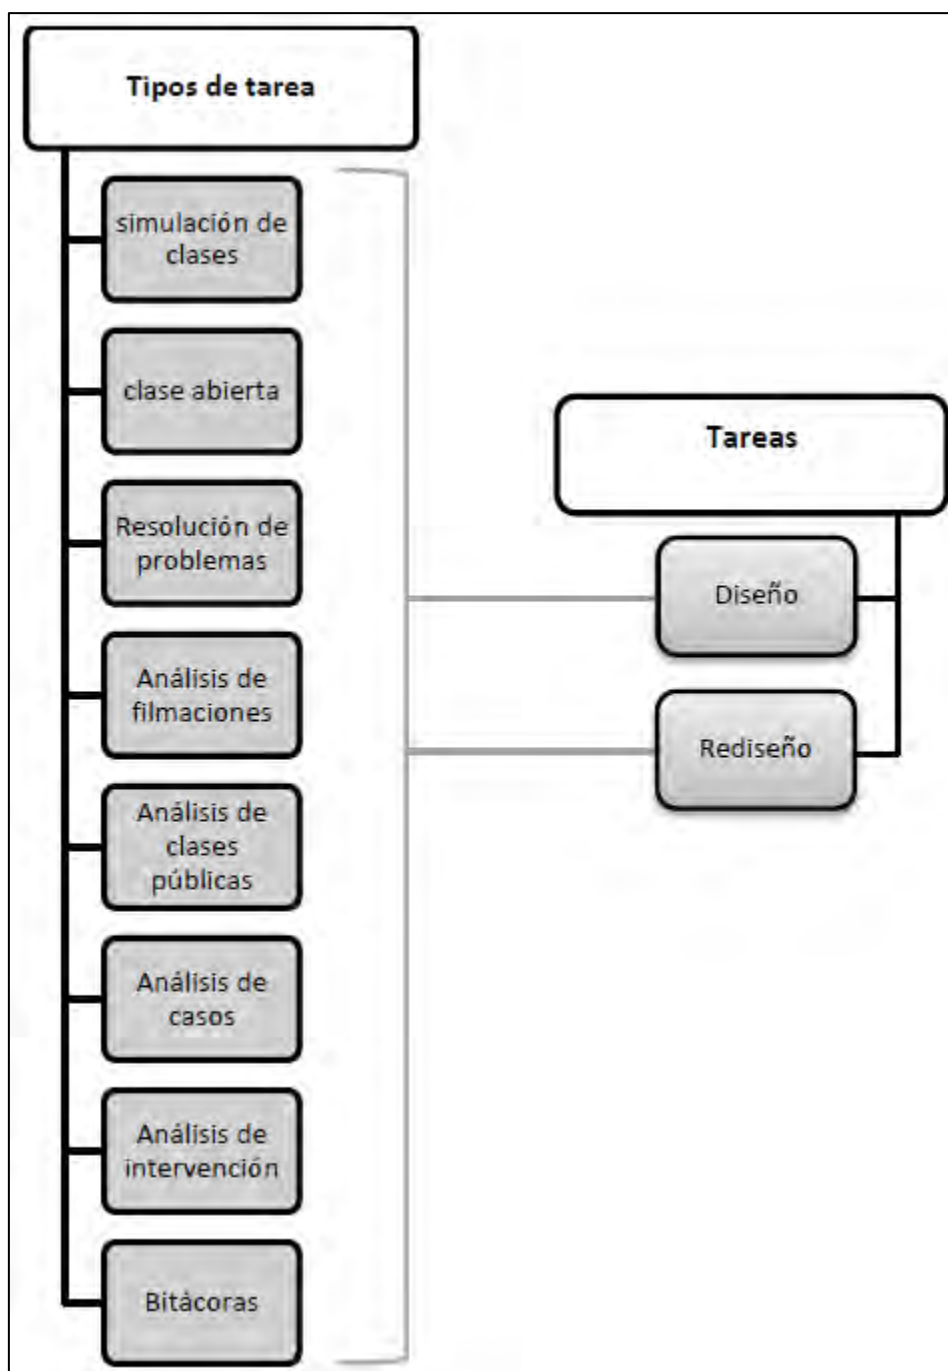 Tipos de tarea
simulación de
clases
clase abierta
Resolución de
problemas
Análisis de
filmaciones
Análisis de
clases
públicas
Análisis de
casos
Análisis de
intervención
Bitácoras
Tareas
Diseño
Rediseño